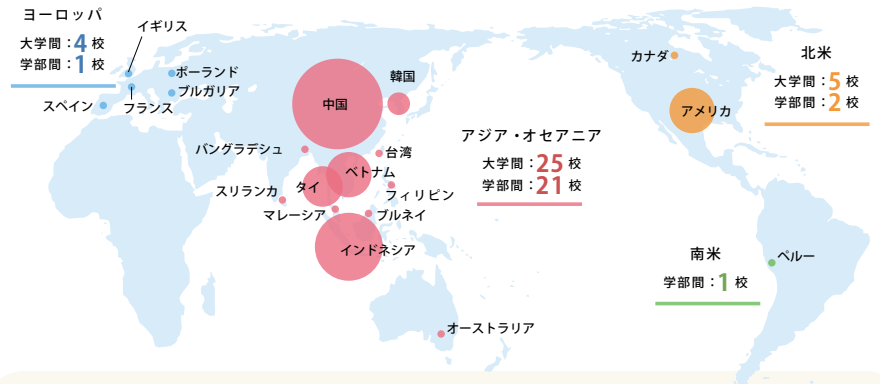 ヨーロッパ
大学間：4 校
学部間：1 校
イギリス
ポーランド
ブルガリア
フランス
スペイン
中国
韓国
バングラデシュ
台湾
ベトナム
タイ
スリランカ
フィリピン
マレーシア
ブルネイ
インドネシア
オーストラリア
アジア・オセアニア
大学間：25 校
学部間：21 校
カナダ
アメリカ
北米
大学間：5 校
学部間：2 校
南米
学部間：1 校
ペルー